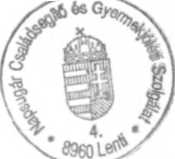 Napsugár Családsegítő és Gyermekjóléti Szolgálat
4.
* 8960 Lenti *